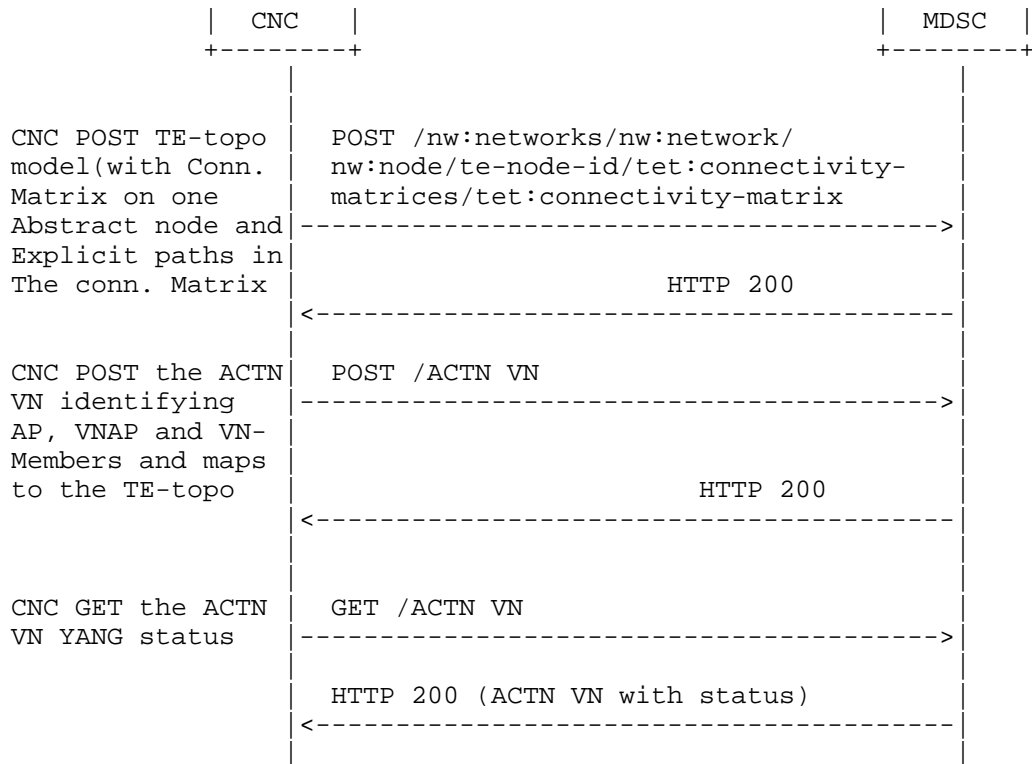 CNC MDSC
CNC POST TE-topo POST /nw:networks/nw:network/
model(with Conn. nw:node/te-node-id/tet:connectivity-
Matrix on one matrices/tet:connectivity-matrix
Abstract node and
Explicit paths in
The conn. Matrix HTTP 200
CNC POST the ACTN POST /ACTN VN
VN identifying
AP, VNAP and VN-
Members and maps
to the TE-topo HTTP 200
CNC GET the ACTN GET /ACTN VN
VN YANG status
HTTP 200 (ACTN VN with status)